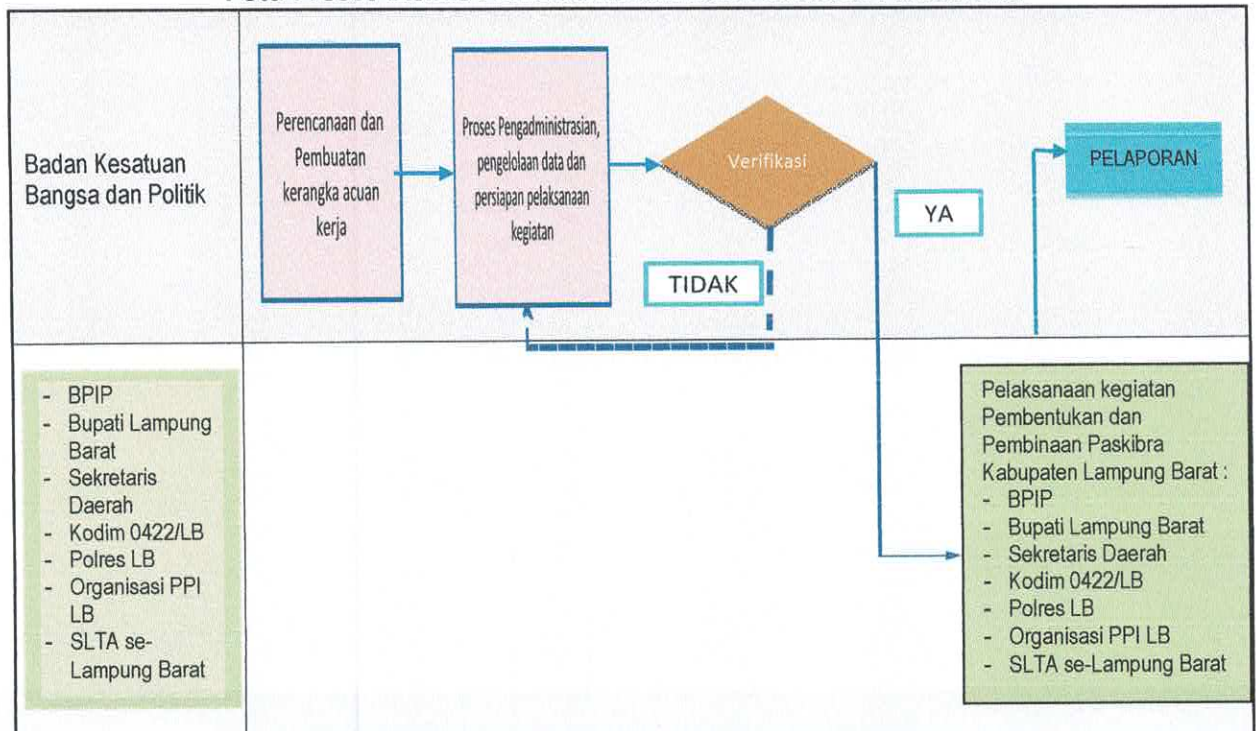 Badan Kesatuan
Bangsa dan Politik
Perencanaan dan
Pembuatan
kerangka acuan
kerja
Proses Pengadministrasian,
pengelolaan data dan
persiapan pelaksanaan
kegiatan
Verifikasi
TIDAK
YA
PELAPORAN
- BPIP
- Bupati Lampung
Barat
- Sekretaris
Daerah
- Kodim 0422/LB
- Polres LB
- Organisasi PPI
LB
- SLTA se-
Lampung Barat
Pelaksanaan kegiatan
Pembentukan dan
Pembinaan Paskibra
Kabupaten Lampung Barat :
- BPIP
- Bupati Lampung Barat
- Sekretaris Daerah
- Kodim 0422/LB
- Polres LB
- Organisasi PPI LB
- SLTA se-Lampung Barat